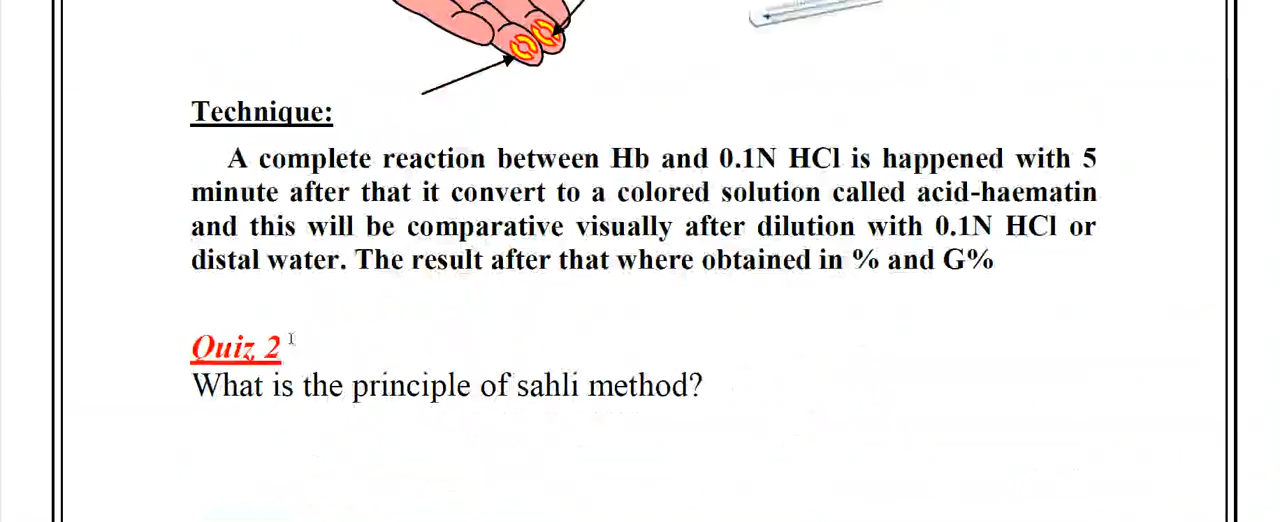 Technique:
A complete reaction between Hb and 0.1N HCl is happened with 5
minute after that it convert to a colored solution called acid-haematin
and this will be comparative visually after dilution with 0.1N HCl or
distal water. The result after that where obtained in % and G%
Quiz 2
What is the principle of sahli method?